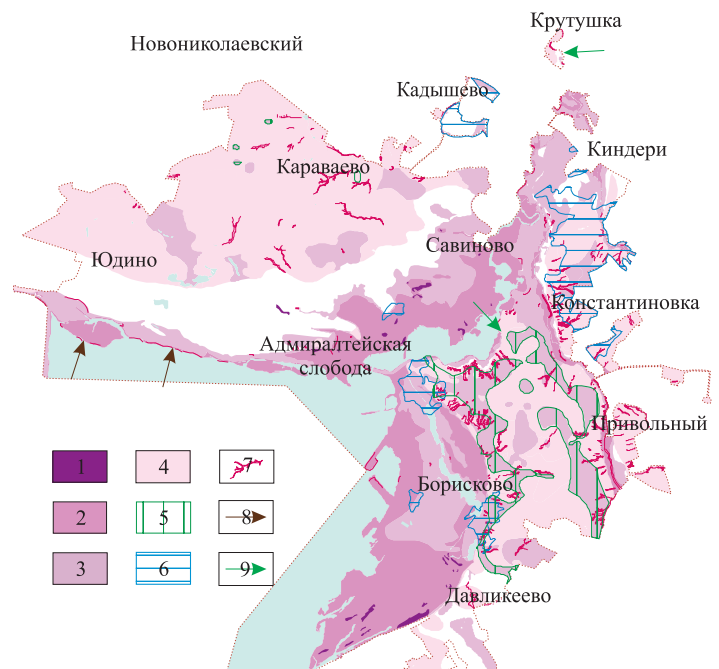 Крутушка
Новониколаевский
Кадышево
Киндери
Караваево
Савиново
Юдино
Константиновка
Адмиралтейская
слобода
Привольный
Борисково
Давликеево
1
4
7
2
5
8
3
6
9